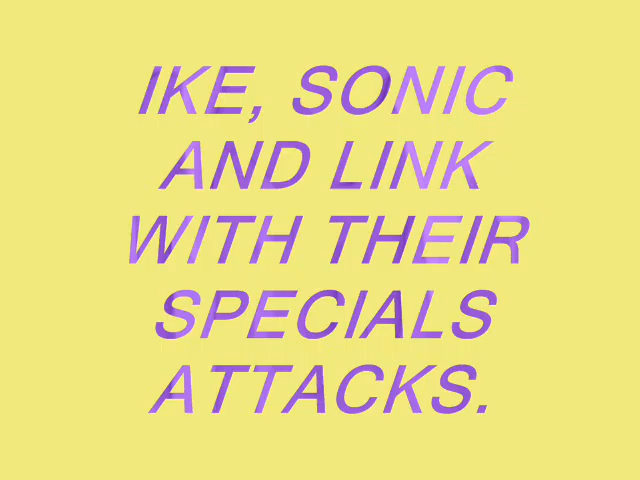 IKE, SONIC
AND LINK
WITH THEIR
SPECIALS
ATTACKS.